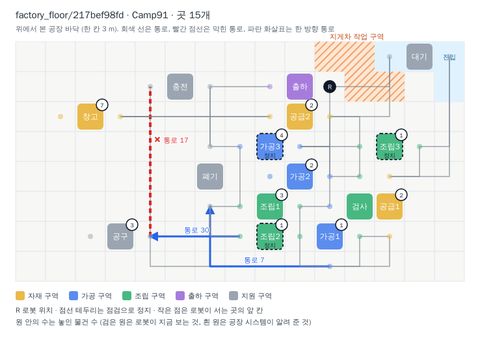 factory_floor/217bef98fd · Camp91 · 곳 15개
위에서 본 공장 바닥 (한 칸 3 m). 회색 선은 통로, 빨간 점선은 막힌 통로, 파란 화살표는 한 방향 통로
지게차 작업 구역
대기
충전
출하
R
2
7
창고
공급2
통로 17
4
가공3
정지
1
조립3
정지
2
폐기
가공2
3
조립1
검사
2
공급1
3
공구
통로 30
1
조립2
정지
1
가공1
통로 7
자재 구역
가공 구역
조립 구역
출하 구역
지원 구역
R 로봇 위치 · 점선 테두리는 점검으로 정지 · 작은 점은 로봇이 서는 곳의 앞 칸
원 안의 수는 놓인 물건 수 (검은 원은 로봇이 지금 보는 것, 흰 원은 공장 시스템이 알려 준 것)